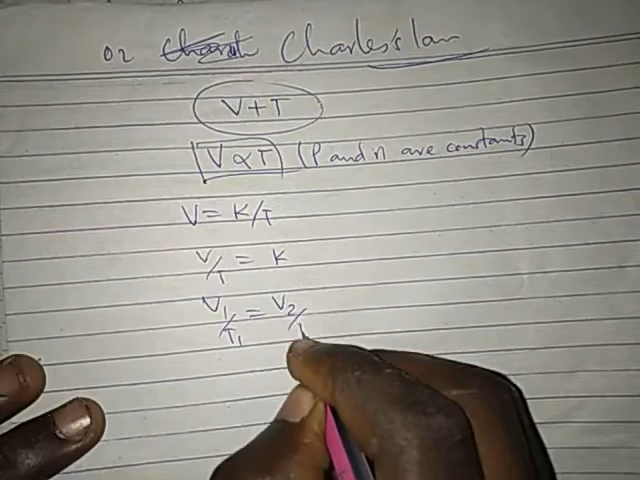 02 Charles's law
V+T
V∝T (P and n are constants)
V = K/T
V/T = K
V1/T1 = V2/